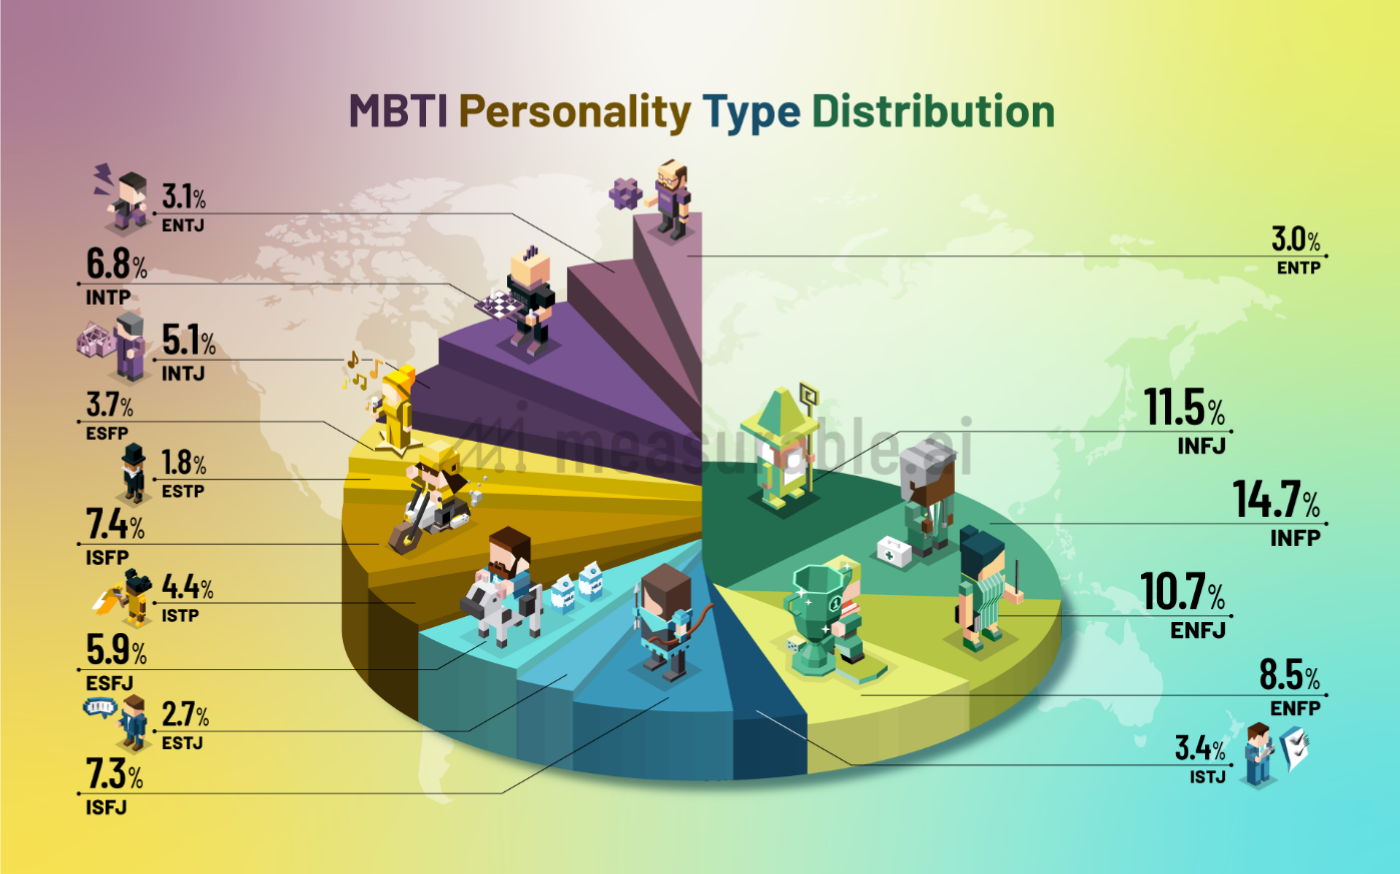 MBTI Personality Type Distribution
3.1%
ENTJ
6.8%
INTP
5.1%
INTJ
3.7%
ESFP
1.8%
ESTP
7.4%
ISFP
4.4%
ISTP
5.9%
ESFJ
2.7%
ESTJ
7.3%
ISFJ
3.0%
ENTP
11.5%
INFJ
14.7%
INFP
10.7%
ENFJ
8.5%
ENFP
3.4%
ISTJ
measurable.ai